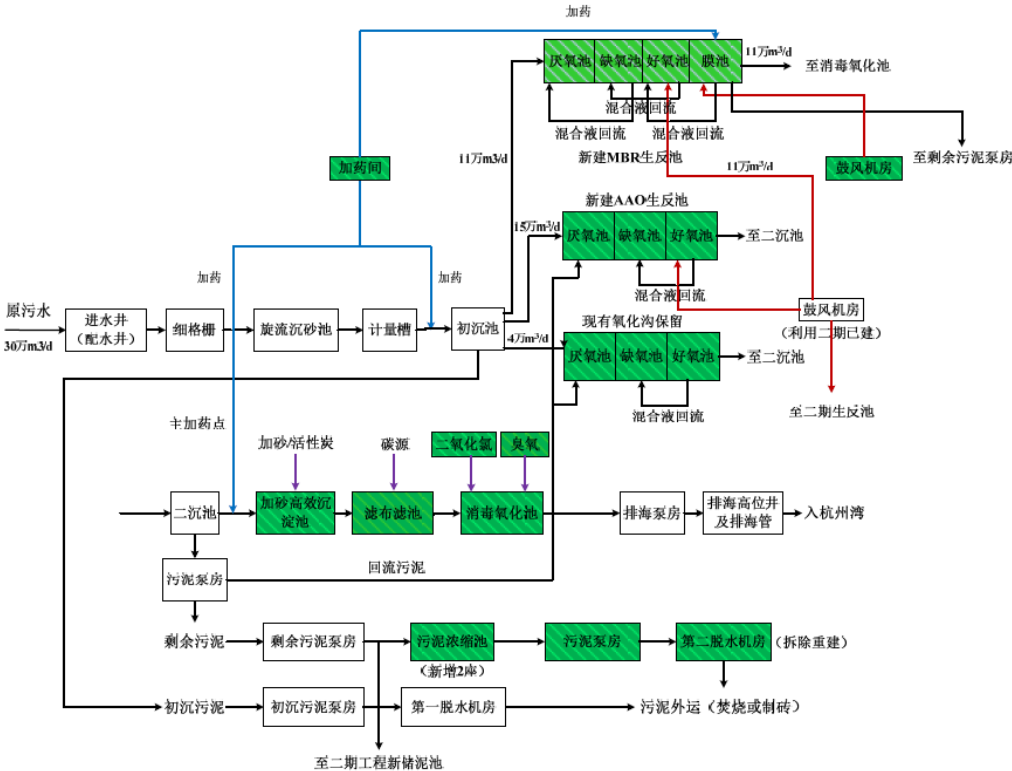 加药
11万m³/d
厌氧池
缺氧池
好氧池
膜池
至消毒氧化池
混合液回流
混合液回流
混合液回流
新建MBR生反池
至剩余污泥泵房
11万m3/d
加药间
11万m³/d
鼓风机房
新建AAO生反池
15万m³/d
厌氧池
缺氧池
好氧池
至二沉池
混合液回流
加药
加药
原污水
30万m3/d
进水井
（配水井）
细格栅
旋流沉砂池
计量槽
初沉池
4万m³/d
现有氧化沟保留
鼓风机房
（利用二期已建）
厌氧池
缺氧池
好氧池
至二沉池
混合液回流
至二期生反池
主加药点
加砂/活性炭
碳源
二氧化氯
臭氧
二沉池
加砂高效沉
淀池
滤布滤池
消毒氧化池
排海泵房
排海高位井
及排海管
入杭州湾
污泥泵房
回流污泥
剩余污泥
剩余污泥泵房
污泥浓缩池
（新增2座）
污泥泵房
第二脱水机房
（拆除重建）
初沉污泥
初沉污泥泵房
第一脱水机房
污泥外运（焚烧或制砖）
至二期工程新储泥池